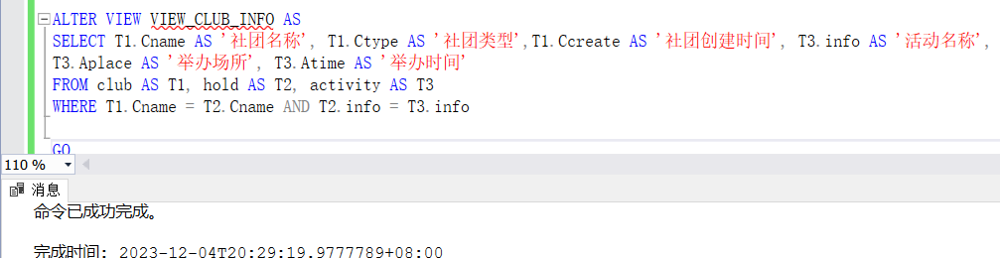 ALTER VIEW VIEW_CLUB_INFO AS
SELECT T1.Cname AS '社团名称', T1.Ctype AS '社团类型',T1.Ccreate AS '社团创建时间', T3.info AS '活动名称',
T3.Aplace AS '举办场所', T3.Atime AS '举办时间'
FROM club AS T1, hold AS T2, activity AS T3
WHERE T1.Cname = T2.Cname AND T2.info = T3.info
GO
110 %
消息
命令已成功完成。
完成时间: 2023-12-04T20:29:19.9777789+08:00